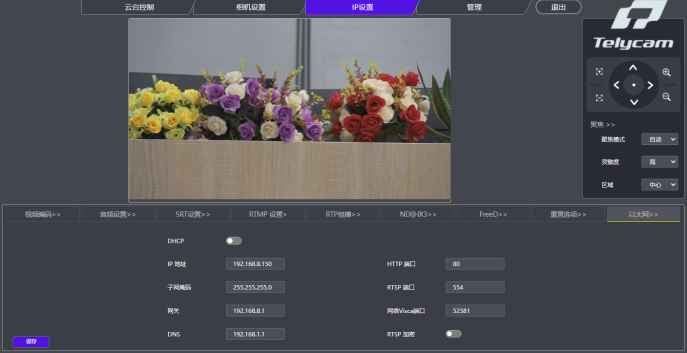 云台控制 相机设置 IP设置 管理 退出
Telycam
聚焦 >>
聚焦模式 自动
灵敏度 高
区域 中心
视频编码>> 音频设置>> SRT设置>> RTMP 设置> RTP组播>> NDI|HX3>> FreeD>> 重置选项>> 以太网>>
DHCP
IP 地址 192.168.8.150 HTTP 端口 80
子网掩码 255.255.255.0 RTSP 端口 554
网关 192.168.8.1 网络Visca端口 52381
DNS 192.168.1.1 RTSP 加密
保存